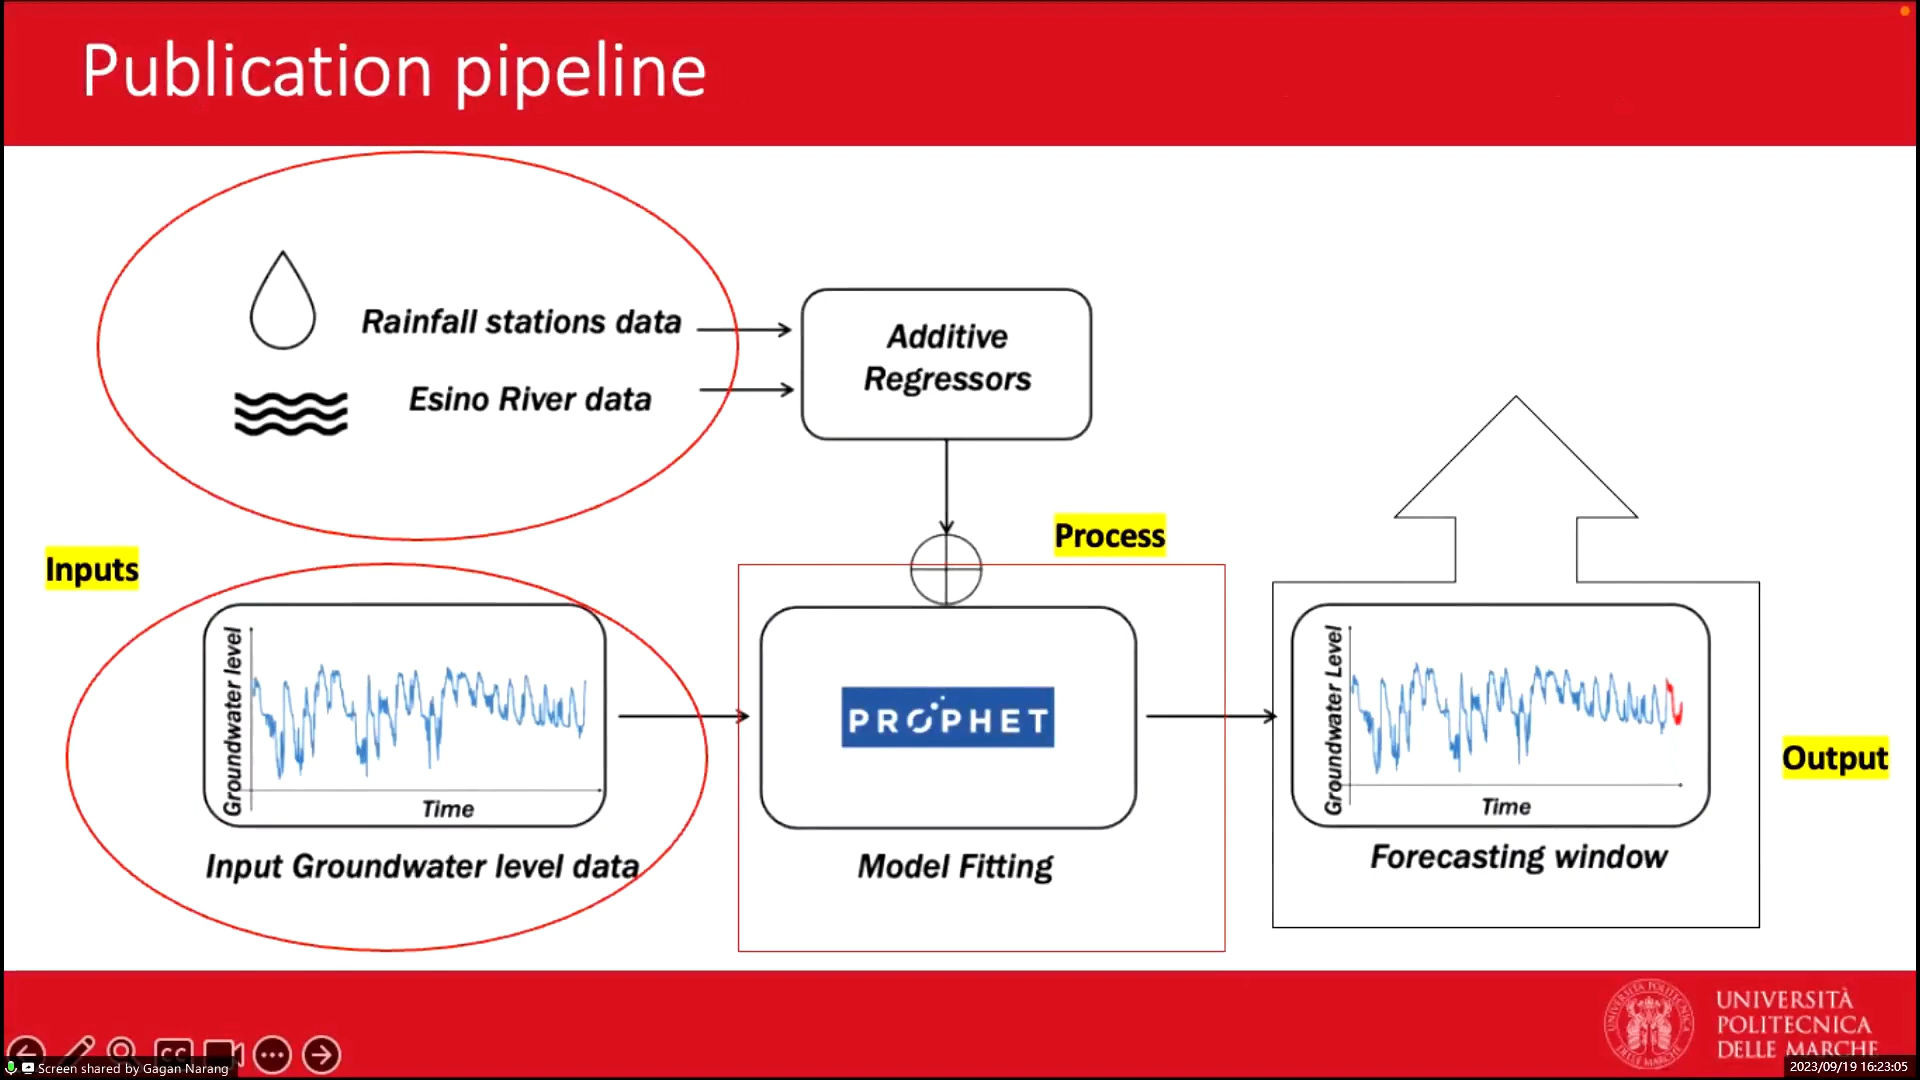 Publication pipeline
Rainfall stations data
Esino River data
Additive
Regressors
Process
Inputs
Groundwater level
Time
Input Groundwater level data
PROPHET
Model Fitting
Groundwater Level
Time
Forecasting window
Output
UNIVERSITÀ
POLITECNICA
DELLE MARCHE
CC
Screen shared by Gagan Narang
2023/09/19 16:23:05